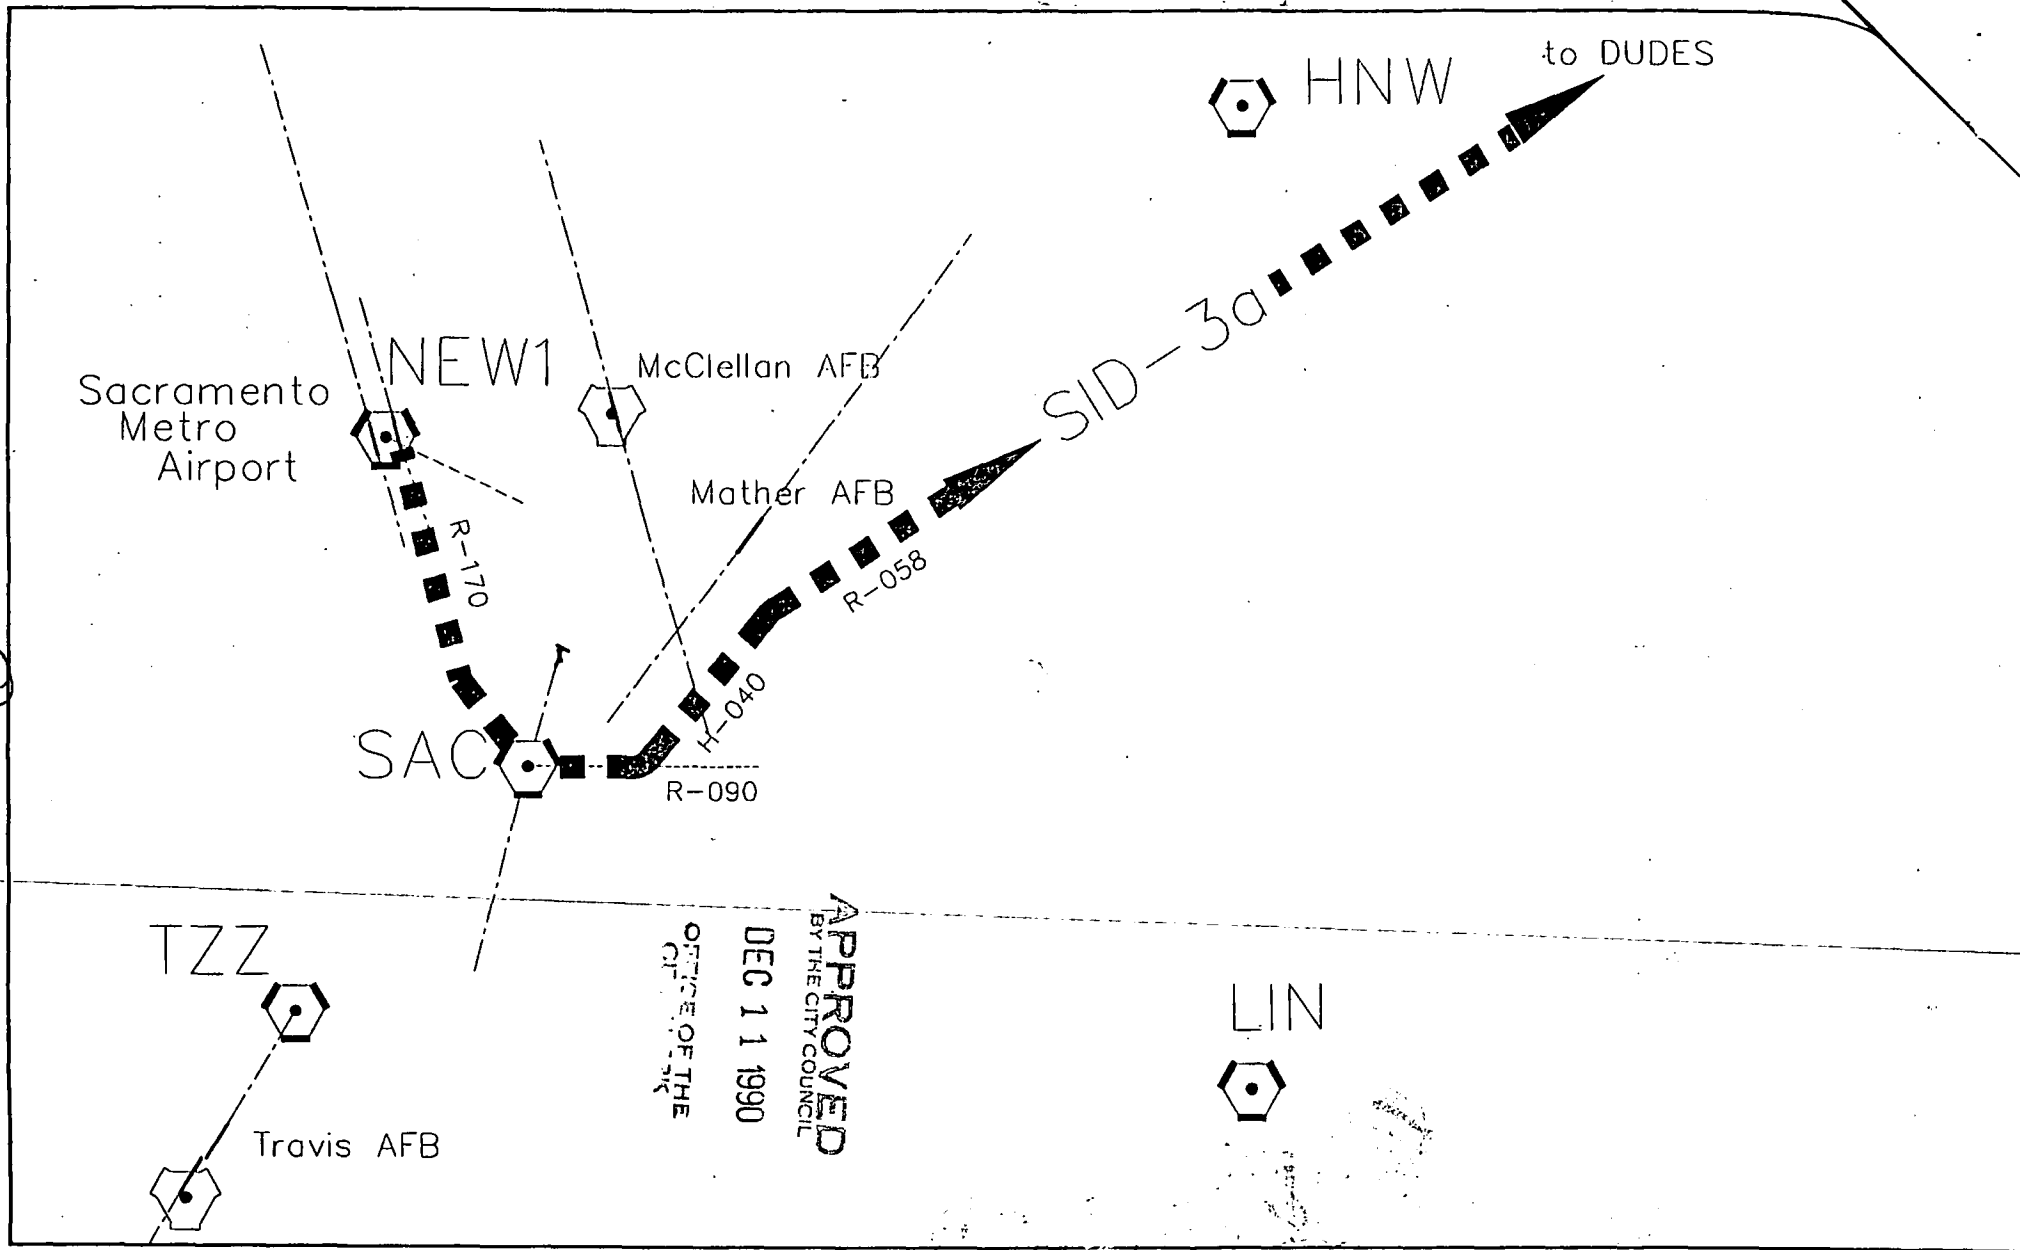 to DUDES
HNW
SID-3a
NEW1
McClellan AFB
Sacramento
Metro
Airport
Mather AFB
R-170
R-058
H-040
SAC
R-090
TZZ
APPROVED
BY THE CITY COUNCIL
DEC 11 1990
OFFICE OF THE
LIN
Travis AFB